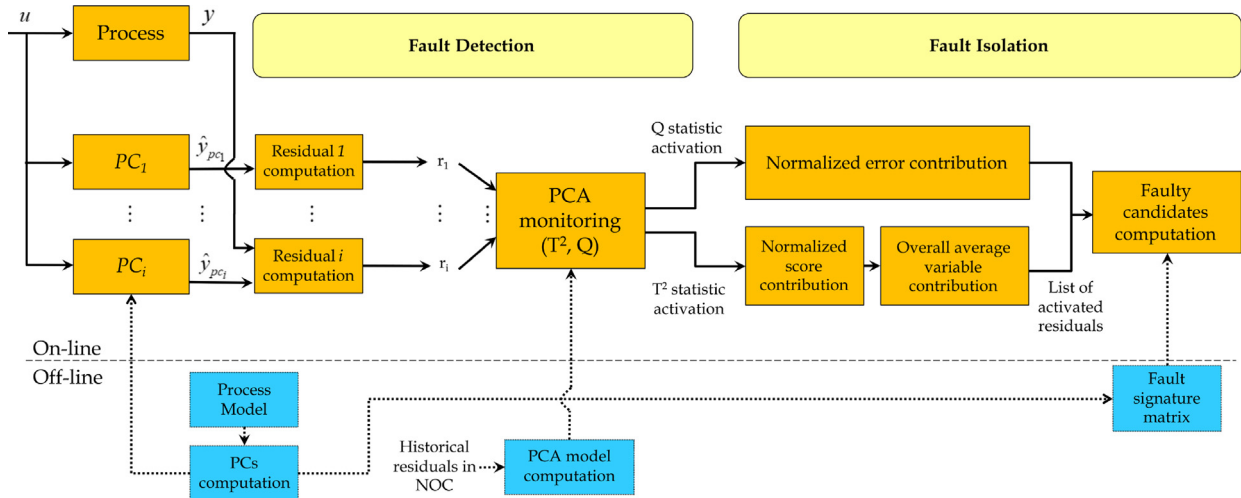 u
y
Process
Fault Detection
Fault Isolation
PC1
ŷpc1
Residual 1
computation
r1
Q statistic
activation
Normalized error contribution
PCA
monitoring
(T², Q)
Faulty
candidates
computation
PCi
ŷpci
Residual i
computation
ri
Normalized
score
contribution
Overall average
variable
contribution
T² statistic
activation
List of
activated
residuals
On-line
Off-line
Process
Model
PCs
computation
Historical
residuals in
NOC
PCA model
computation
Fault
signature
matrix